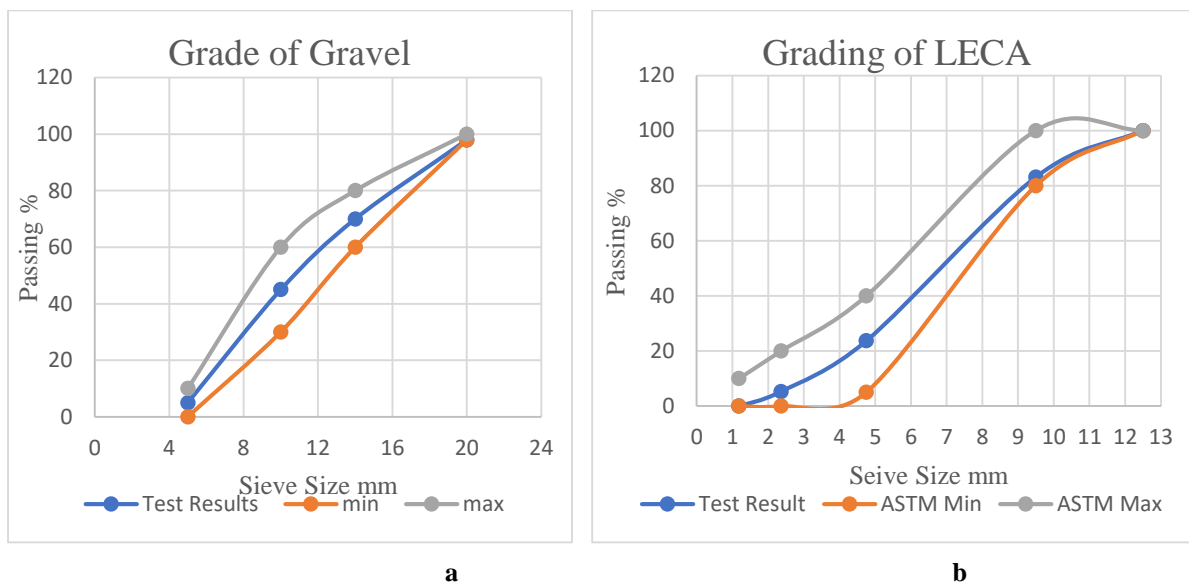 Grade of Gravel
120
100
80
60
40
20
0
0 4 8 12 16 20 24
Passing %
Sieve Size mm
Test Results min max
a
Grading of LECA
120
100
80
60
40
20
0
0 1 2 3 4 5 6 7 8 9 10 11 12 13
Passing %
Seive Size mm
Test Result ASTM Min ASTM Max
b